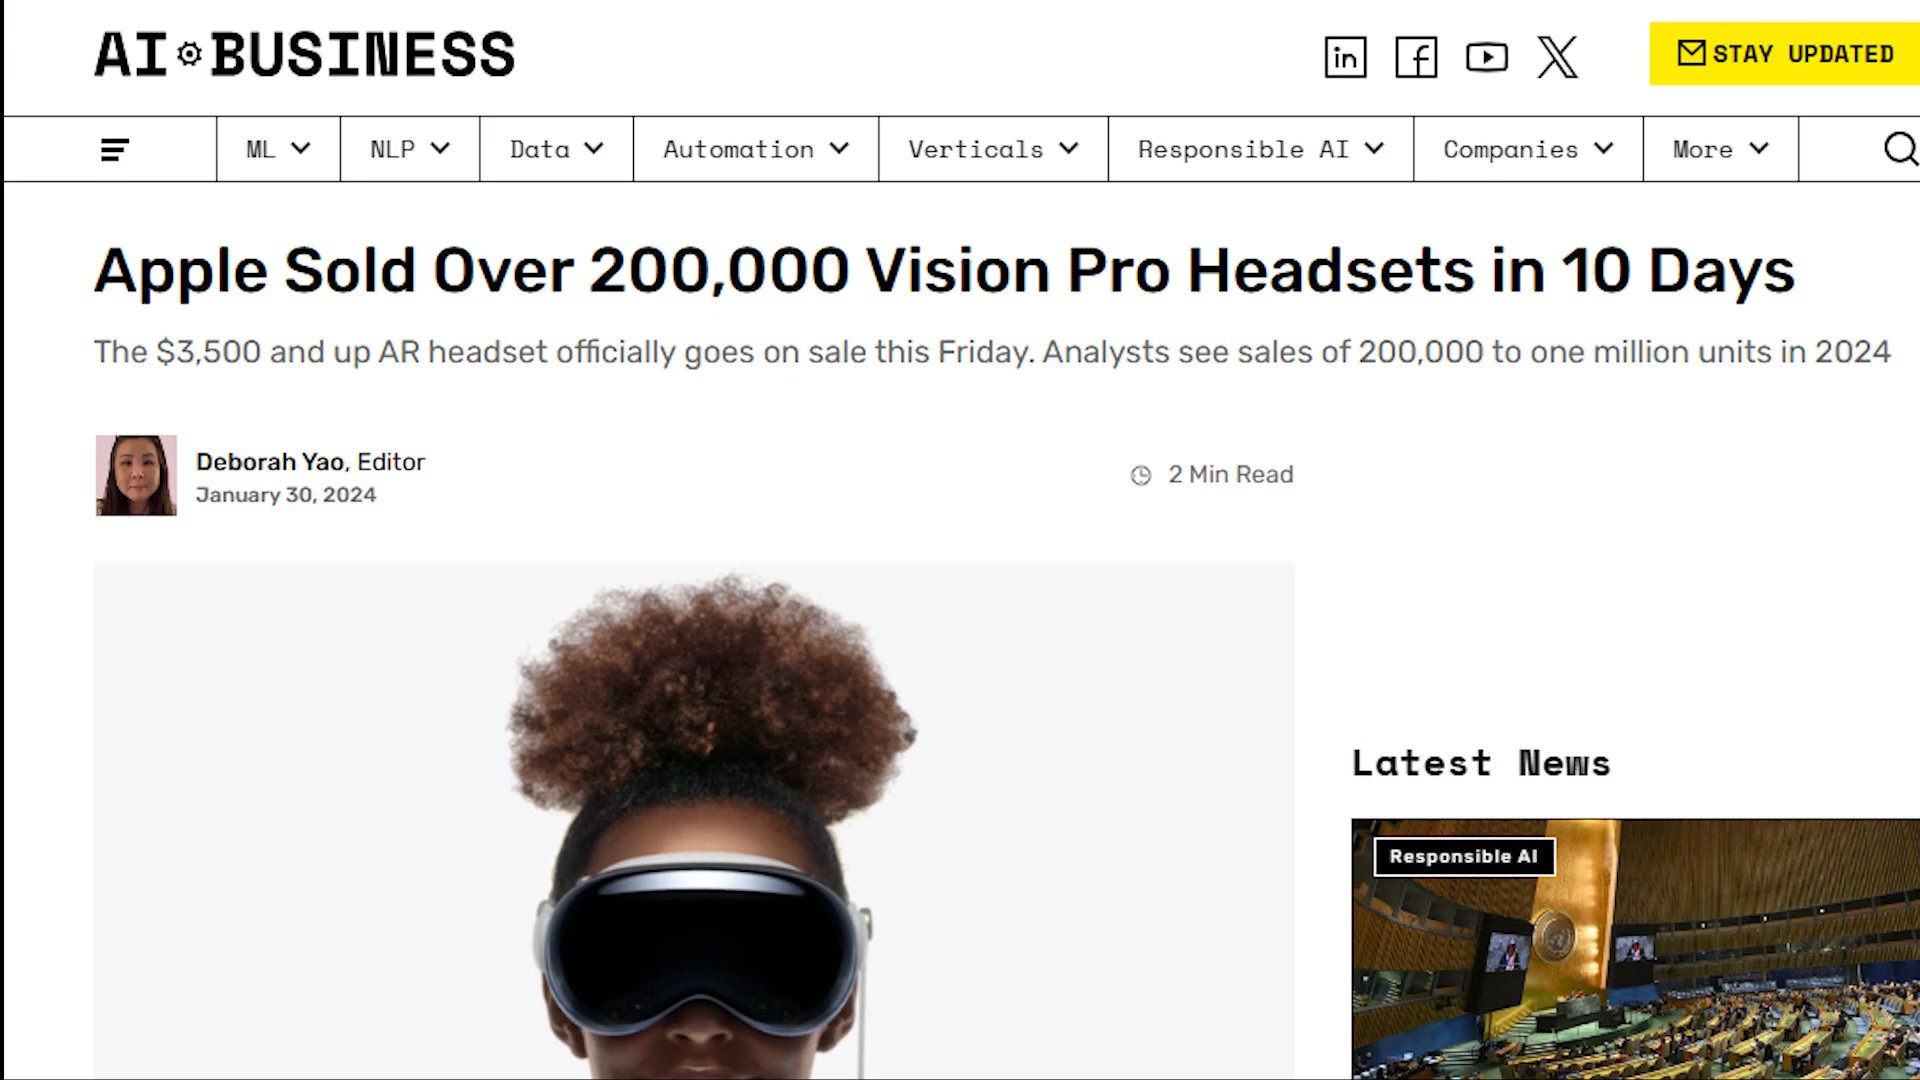 AI BUSINESS
STAY UPDATED
ML
NLP
Data
Automation
Verticals
Responsible AI
Companies
More
Apple Sold Over 200,000 Vision Pro Headsets in 10 Days
The $3,500 and up AR headset officially goes on sale this Friday. Analysts see sales of 200,000 to one million units in 2024
Deborah Yao, Editor
January 30, 2024
2 Min Read
Latest News
Responsible AI